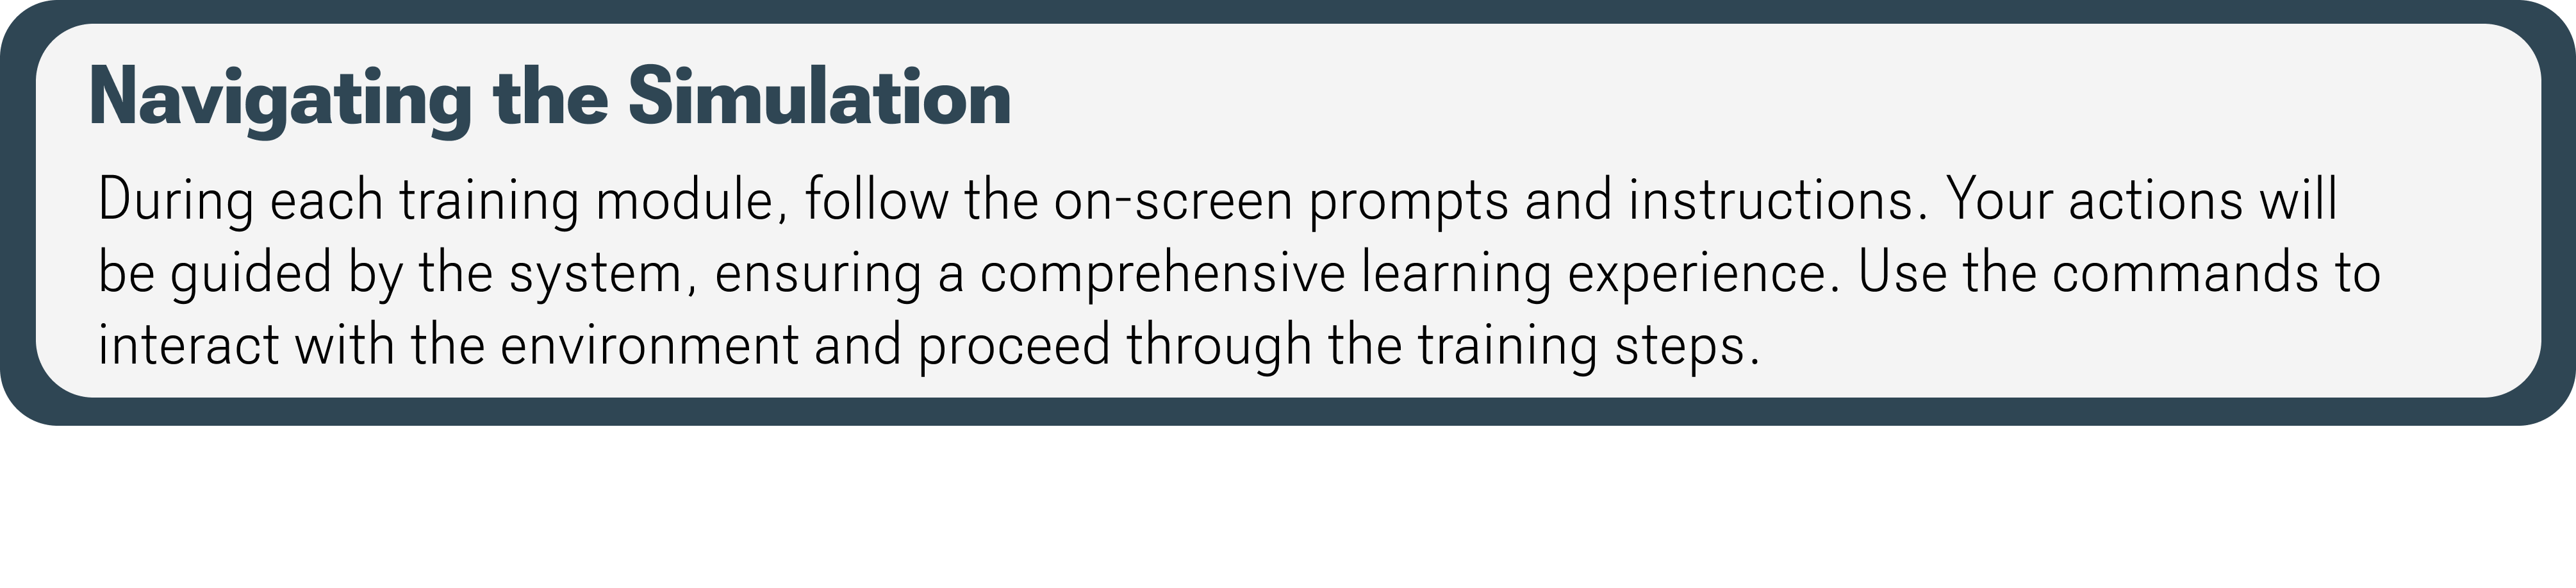 Navigating the Simulation
During each training module, follow the on-screen prompts and instructions. Your actions will
be guided by the system, ensuring a comprehensive learning experience. Use the commands to
interact with the environment and proceed through the training steps.